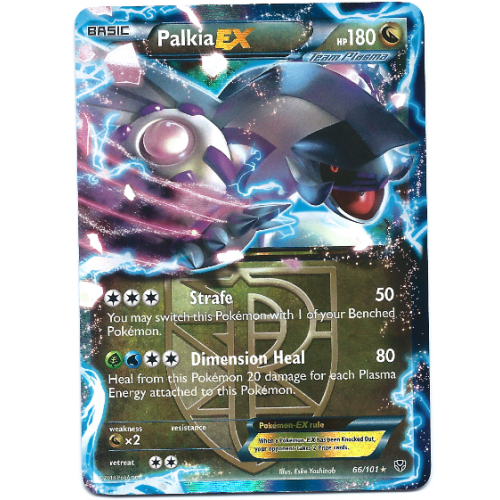 BASIC
Palkia EX
HP 180
Team Plasma
Strafe 50
You may switch this Pokémon with 1 of your Benched
Pokémon.
Dimension Heal 80
Heal from this Pokémon 20 damage for each Plasma
Energy attached to this Pokémon.
weakness resistance
×2
Pokémon-EX rule
When a Pokémon-EX has been Knocked Out,
your opponent takes 2 Prize cards.
retreat
Illus. Eske Yoshinob
66/101